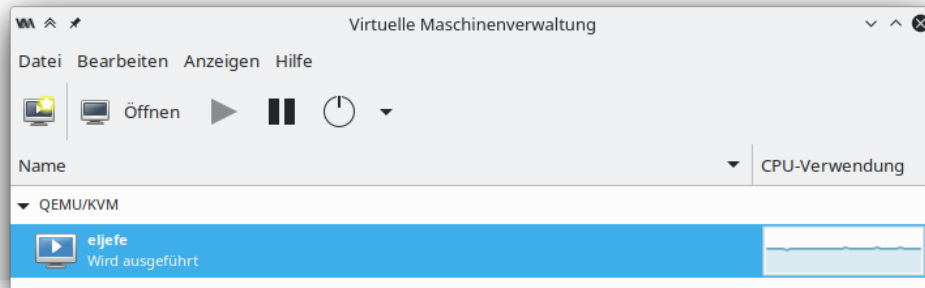 Virtuelle Maschinenverwaltung
Datei Bearbeiten Anzeigen Hilfe
Öffnen
Name CPU-Verwendung
QEMU/KVM
eljefe
Wird ausgeführt